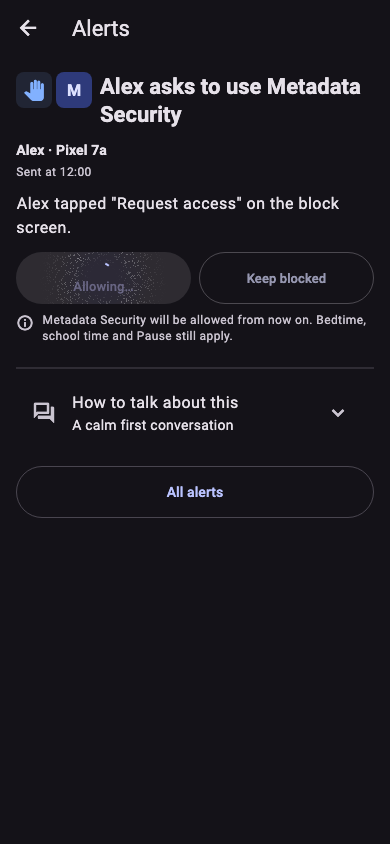 Alerts
M
Alex asks to use Metadata
Security
Alex · Pixel 7a
Sent at 12:00
Alex tapped "Request access" on the block
screen.
Allowing…
Keep blocked
Metadata Security will be allowed from now on. Bedtime,
school time and Pause still apply.
How to talk about this
A calm first conversation
All alerts